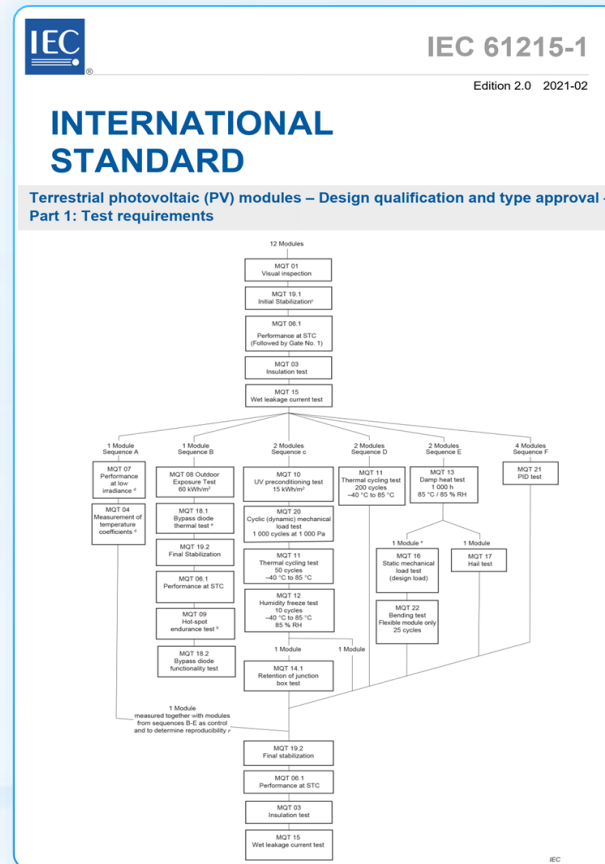 IEC
®
IEC 61215-1
Edition 2.0 2021-02
INTERNATIONAL
STANDARD
Terrestrial photovoltaic (PV) modules – Design qualification and type approval –
Part 1: Test requirements
12 Modules
MQT 01
Visual inspection
MQT 19.1
Initial Stabilizationᶜ
MQT 06.1
Performance at STC
(Followed by Gate No. 1)
MQT 03
Insulation test
MQT 15
Wet leakage current test
1 Module
Sequence A
MQT 07
Performance
at low
irradiance ᵈ
MQT 04
Measurement of
temperature
coefficients ᵈ
1 Module
Sequence B
MQT 08 Outdoor
Exposure Test
60 kWh/m²
MQT 18.1
Bypass diode
thermal test ᵃ
MQT 19.2
Final Stabilization
MQT 06.1
Performance at STC
MQT 09
Hot-spot
endurance test ᵇ
MQT 18.2
Bypass diode
functionality test
2 Modules
Sequence c
MQT 10
UV preconditioning test
15 kWh/m²
MQT 20
Cyclic (dynamic) mechanical
load test
1 000 cycles at 1 000 Pa
MQT 11
Thermal cycling test
50 cycles
–40 °C to 85 °C
MQT 12
Humidity freeze test
10 cycles
–40 °C to 85 °C
85 % RH
1 Module
1 Module
MQT 14.1
Retention of junction
box test
2 Modules
Sequence D
MQT 11
Thermal cycling test
200 cycles
–40 °C to 85 °C
2 Modules
Sequence E
MQT 13
Damp heat test
1 000 h
85 °C / 85 % RH
1 Module ᵉ
MQT 16
Static mechanical
load test
(design load)
MQT 22
Bending test
Flexible module only
25 cycles
1 Module
MQT 17
Hail test
4 Modules
Sequence F
MQT 21
PID test
1 Module
measured together with modules
from sequences B-E as control
and to determine reproducibility
MQT 19.2
Final stabilization
MQT 06.1
Performance at STC
MQT 03
Insulation test
MQT 15
Wet leakage current test
IEC